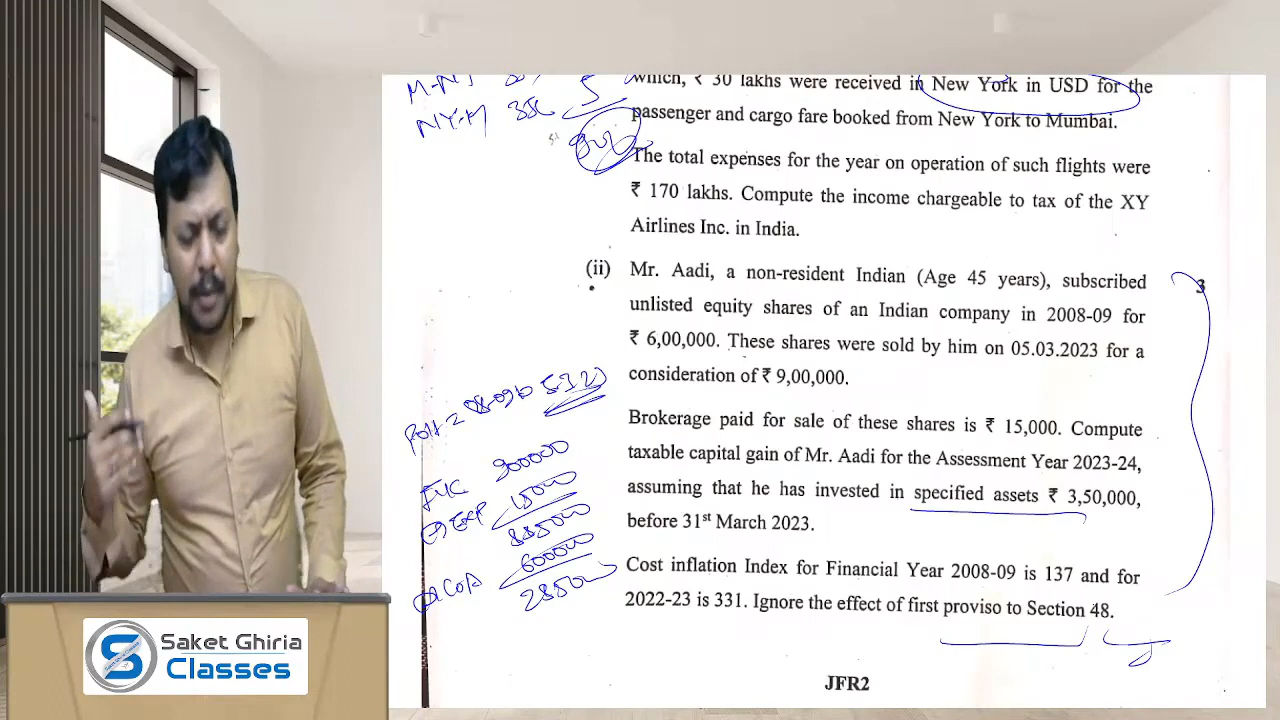 which, ₹ 30 lakhs were received in New York in USD for the
passenger and cargo fare booked from New York to Mumbai.
The total expenses for the year on operation of such flights were
₹ 170 lakhs. Compute the income chargeable to tax of the XY
Airlines Inc. in India.
(ii) Mr. Aadi, a non-resident Indian (Age 45 years), subscribed 3
unlisted equity shares of an Indian company in 2008-09 for
₹ 6,00,000. These shares were sold by him on 05.03.2023 for a
consideration of ₹ 9,00,000.
Brokerage paid for sale of these shares is ₹ 15,000. Compute
taxable capital gain of Mr. Aadi for the Assessment Year 2023-24,
assuming that he has invested in specified assets ₹ 3,50,000,
before 31st March 2023.
Cost inflation Index for Financial Year 2008-09 is 137 and for
2022-23 is 331. Ignore the effect of first proviso to Section 48.
JFR2
FVC 900000
(-) Exp 15000
885000
(-) COA 600000
285000
Saket Ghiria
Classes